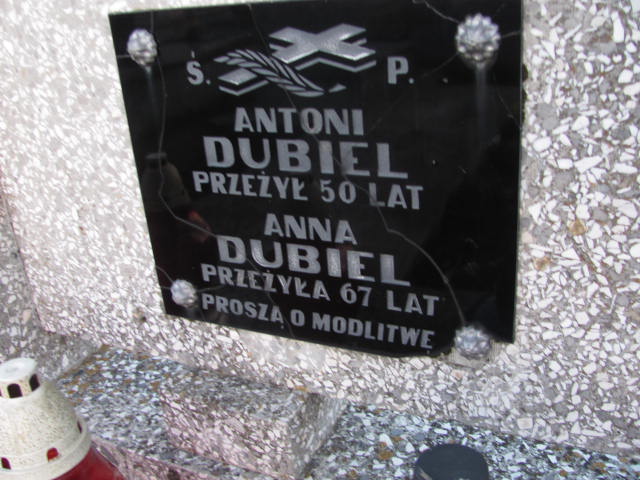 Ś. P.
ANTONI
DUBIEL
PRZEŻYŁ 50 LAT
ANNA
DUBIEL
PRZEŻYŁA 67 LAT
PROSZĄ O MODLITWĘ